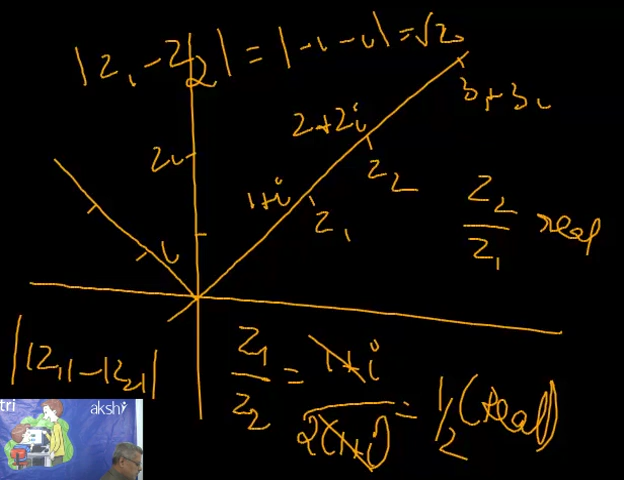 |z₁ - z₂| = |-1-i| = √2
3+3i
2+2i
2i
z₂
1+i
z₁
i
z₂/z₁ real
||z₁|-|z₂||
z₁/z₂ = 1+i/2(1+i) = 1/2 (real)
tri
akshi